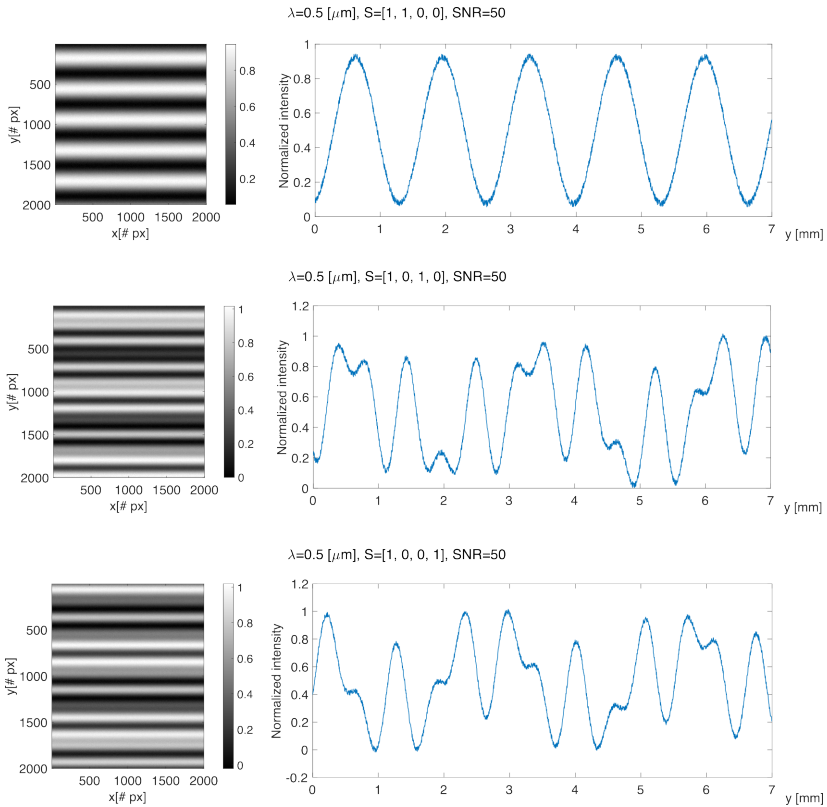 λ=0.5 [μm], S=[1, 1, 0, 0], SNR=50
y[# px]
500
1000
1500
2000
500 1000 1500 2000
x[# px]
0.8
0.6
0.4
0.2
Normalized intensity
1
0.8
0.6
0.4
0.2
0
0 1 2 3 4 5 6 7
y [mm]
λ=0.5 [μm], S=[1, 0, 1, 0], SNR=50
y[# px]
500
1000
1500
2000
500 1000 1500 2000
x[# px]
1
0.8
0.6
0.4
0.2
0
Normalized intensity
1.2
1
0.8
0.6
0.4
0.2
0
0 1 2 3 4 5 6 7
y [mm]
λ=0.5 [μm], S=[1, 0, 0, 1], SNR=50
y[# px]
500
1000
1500
2000
500 1000 1500 2000
x[# px]
1
0.8
0.6
0.4
0.2
0
Normalized intensity
1.2
1
0.8
0.6
0.4
0.2
0
-0.2
0 1 2 3 4 5 6 7
y [mm]